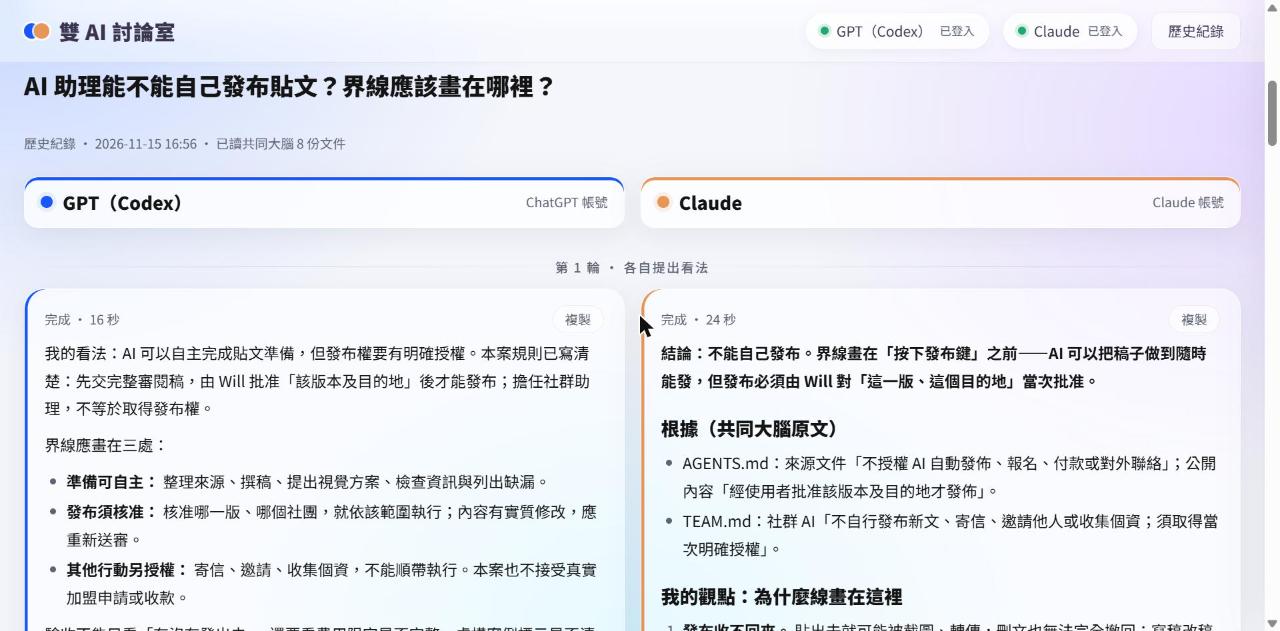 雙 AI 討論室
GPT（Codex） 已登入
Claude 已登入
歷史紀錄
AI 助理能不能自己發布貼文？界線應該畫在哪裡？
歷史紀錄 · 2026-11-15 16:56 · 已讀共同大腦 8 份文件
GPT（Codex）
ChatGPT 帳號
Claude
Claude 帳號
第 1 輪 · 各自提出看法
完成 · 16 秒
複製
我的看法：AI 可以自主完成貼文準備，但發布權要有明確授權。本案規則已寫清
楚：先交完整審閱稿，由 Will 批准「該版本及目的地」後才能發布；擔任社群助
理，不等於取得發布權。
界線應畫在三處：
• 準備可自主： 整理來源、撰稿、提出視覺方案、檢查資訊與列出缺漏。
• 發布須核准： 核准哪一版、哪個社團，就依該範圍執行；內容有實質修改，應
重新送審。
• 其他行動另授權： 寄信、邀請、收集個資，不能順帶執行。本案也不接受真實
加盟申請或收款。
完成 · 24 秒
複製
結論：不能自己發布。界線畫在「按下發布鍵」之前——AI 可以把稿子做到隨時
能發，但發布必須由 Will 對「這一版、這個目的地」當次批准。
根據（共同大腦原文）
• AGENTS.md：來源文件「不授權 AI 自動發佈、報名、付款或對外聯絡」；公開
內容「經使用者批准該版本及目的地才發佈」。
• TEAM.md：社群 AI「不自行發布新文、寄信、邀請他人或收集個資；須取得當
次明確授權」。
我的觀點：為什麼線畫在這裡